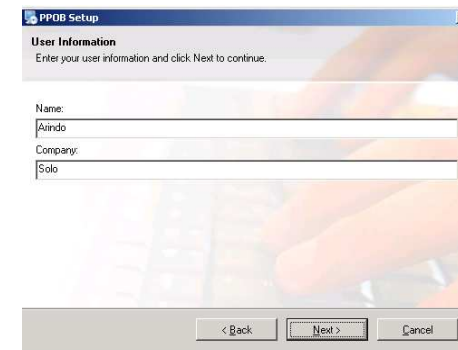 PPOB Setup
User Information
Enter your user information and click Next to continue.
Name:
Arindo
Company:
Solo
< Back
Next >
Cancel